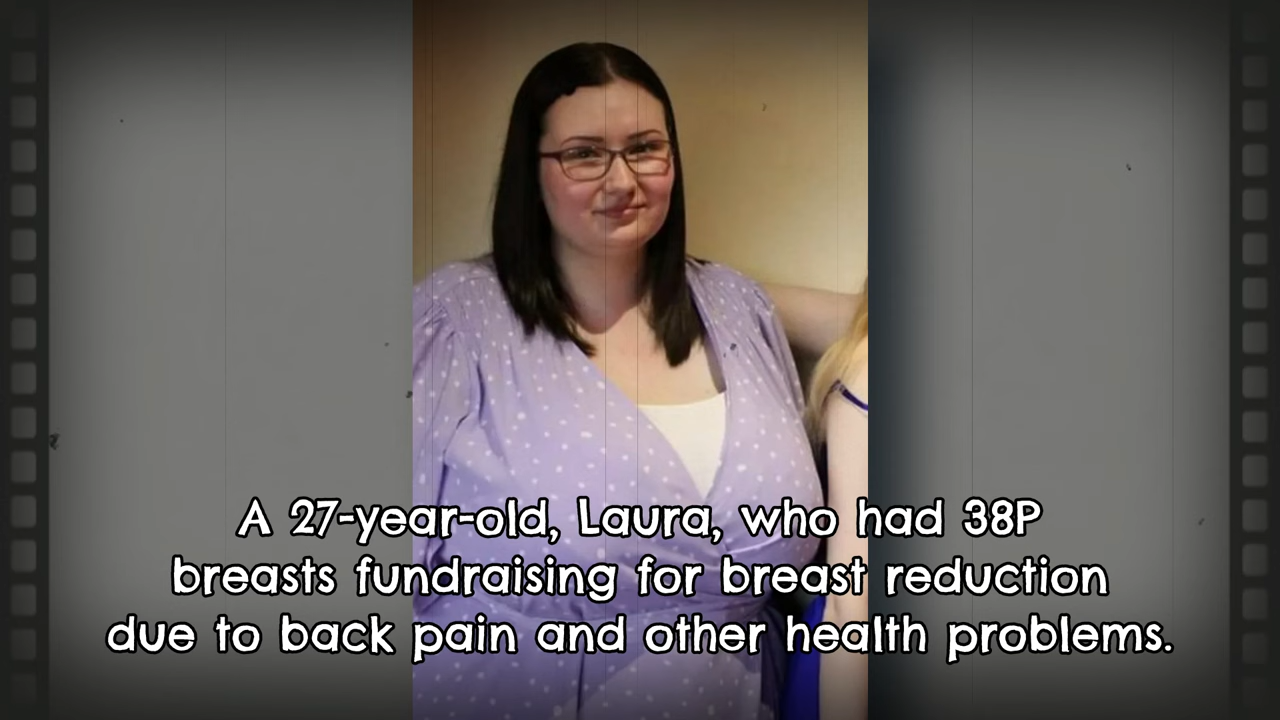 A 27-year-old, Laura, who had 38P
breasts fundraising for breast reduction
due to back pain and other health problems.